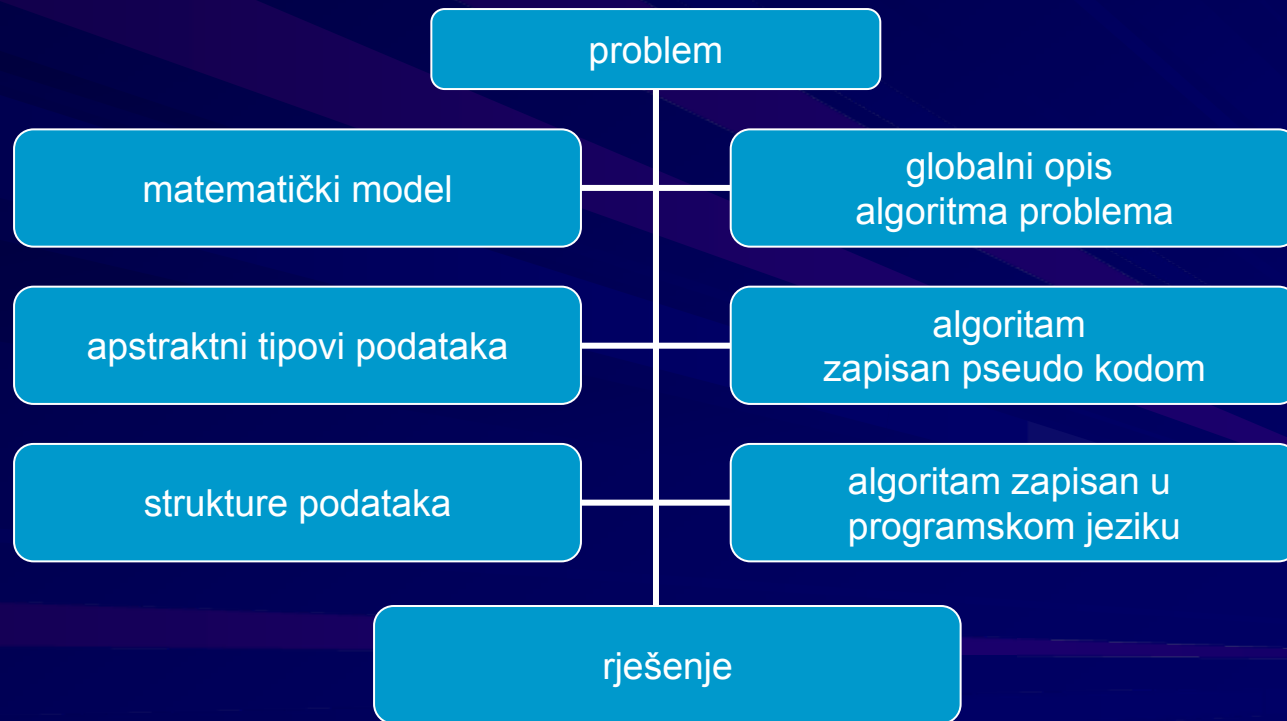 problem
matematički model
globalni opis
algoritma problema
apstraktni tipovi podataka
algoritam
zapisan pseudo kodom
strukture podataka
algoritam zapisan u
programskom jeziku
rješenje